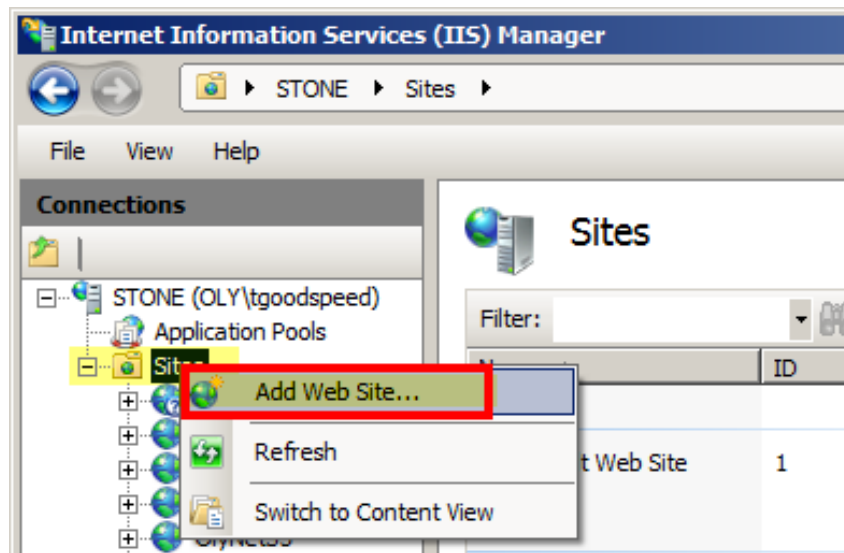 Internet Information Services (IIS) Manager
STONE Sites
File View Help
Connections
Sites
STONE (OLY\tgoodspeed)
Application Pools
Filter:
Sites
ID
Add Web Site...
Refresh
t Web Site 1
Switch to Content View